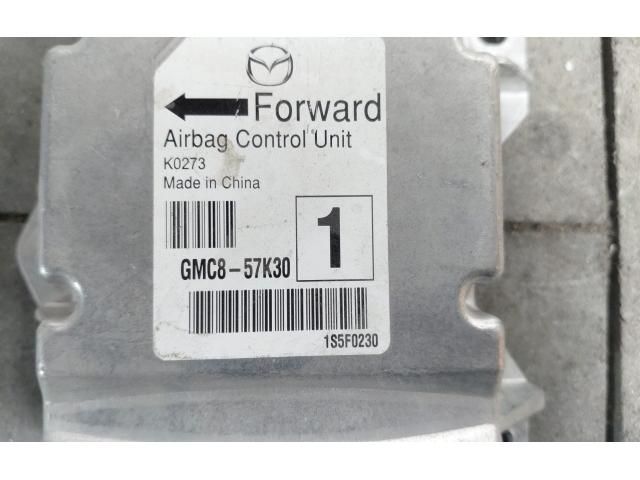 Forward
Airbag Control Unit
K0273
Made in China
GMC8-57K30
1
1S5F0230